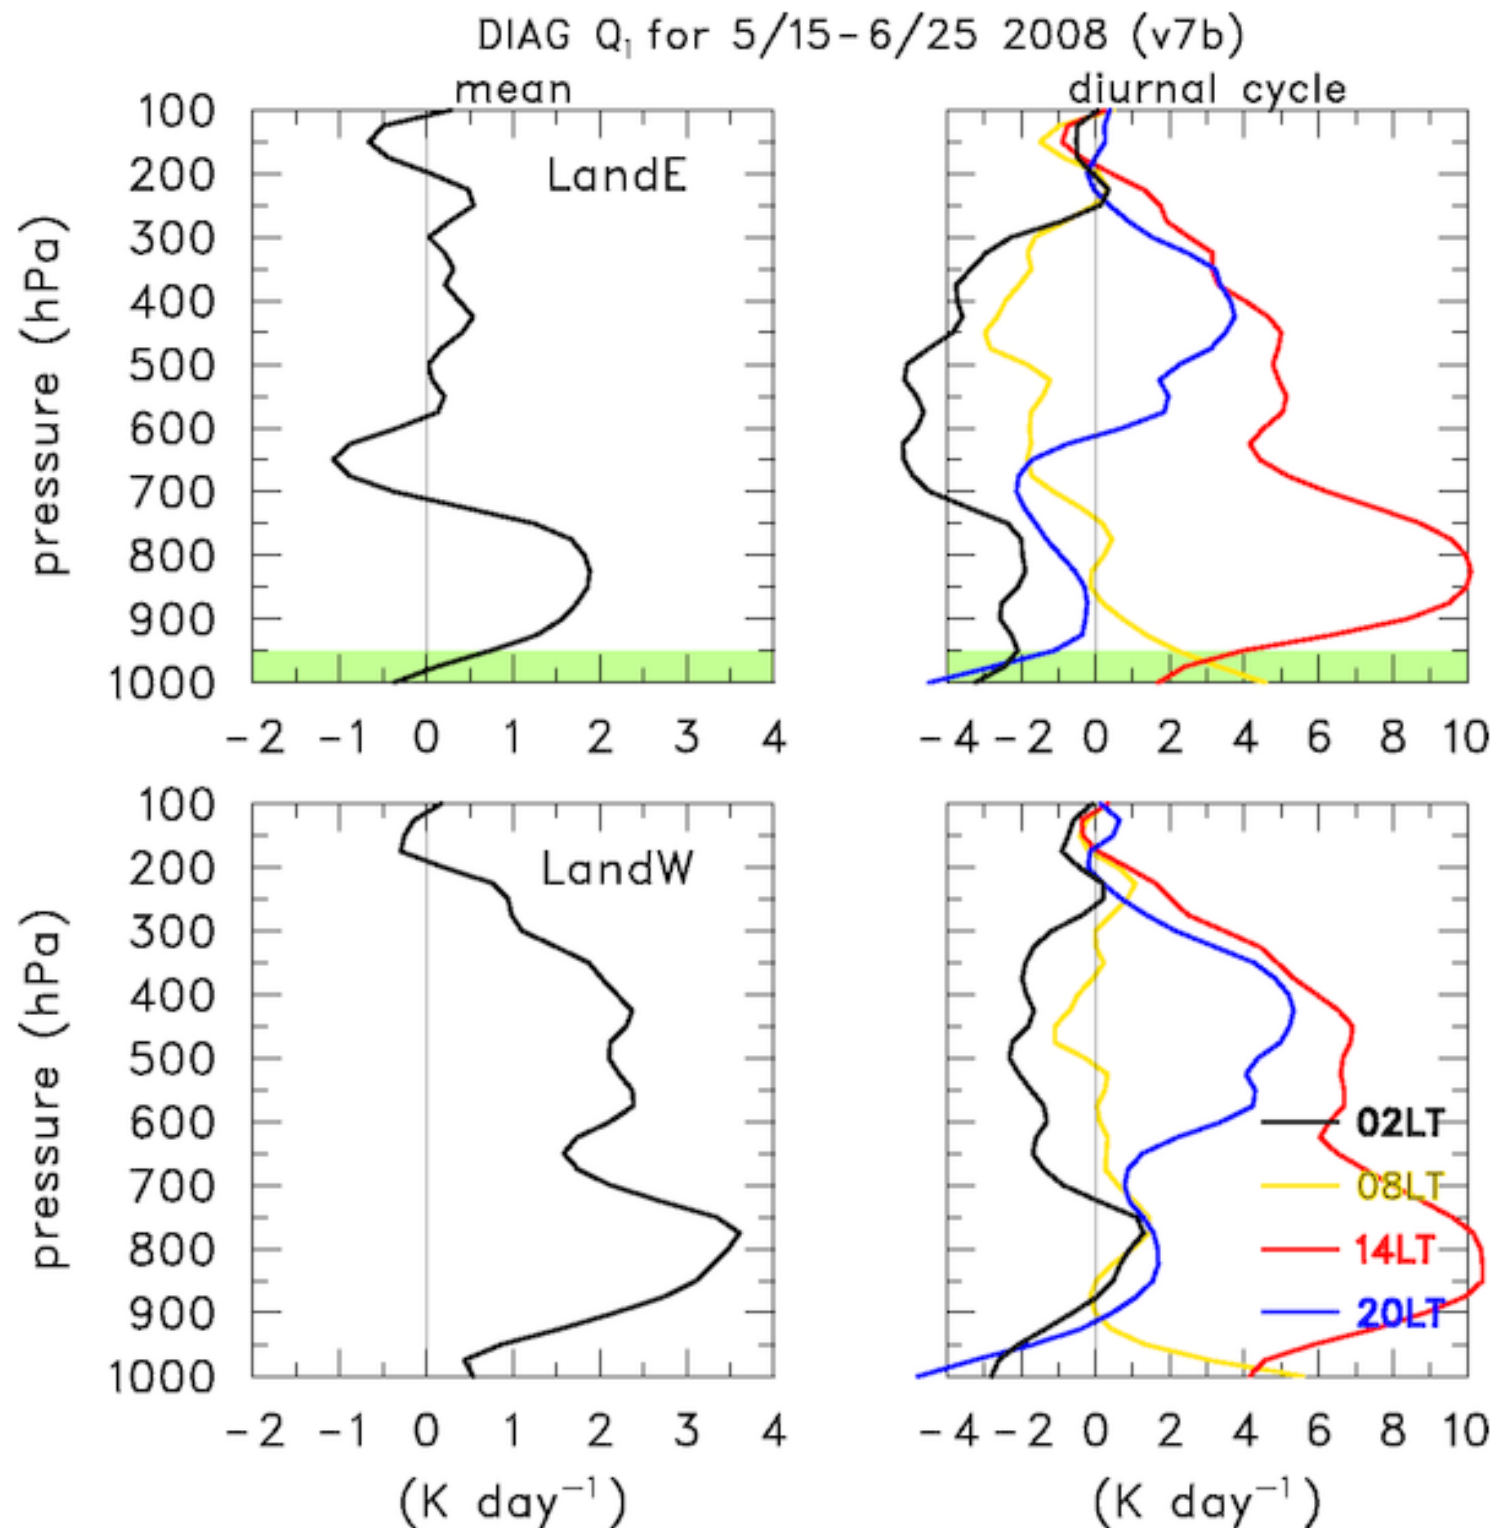 DIAG Q₁ for 5/15-6/25 2008 (v7b)
mean
diurnal cycle
pressure (hPa)
100
200
300
400
500
600
700
800
900
1000
LandE
-2 -1 0 1 2 3 4
-4 -2 0 2 4 6 8 10
pressure (hPa)
100
200
300
400
500
600
700
800
900
1000
LandW
02LT
08LT
14LT
20LT
-2 -1 0 1 2 3 4
-4 -2 0 2 4 6 8 10
(K day⁻¹)
(K day⁻¹)